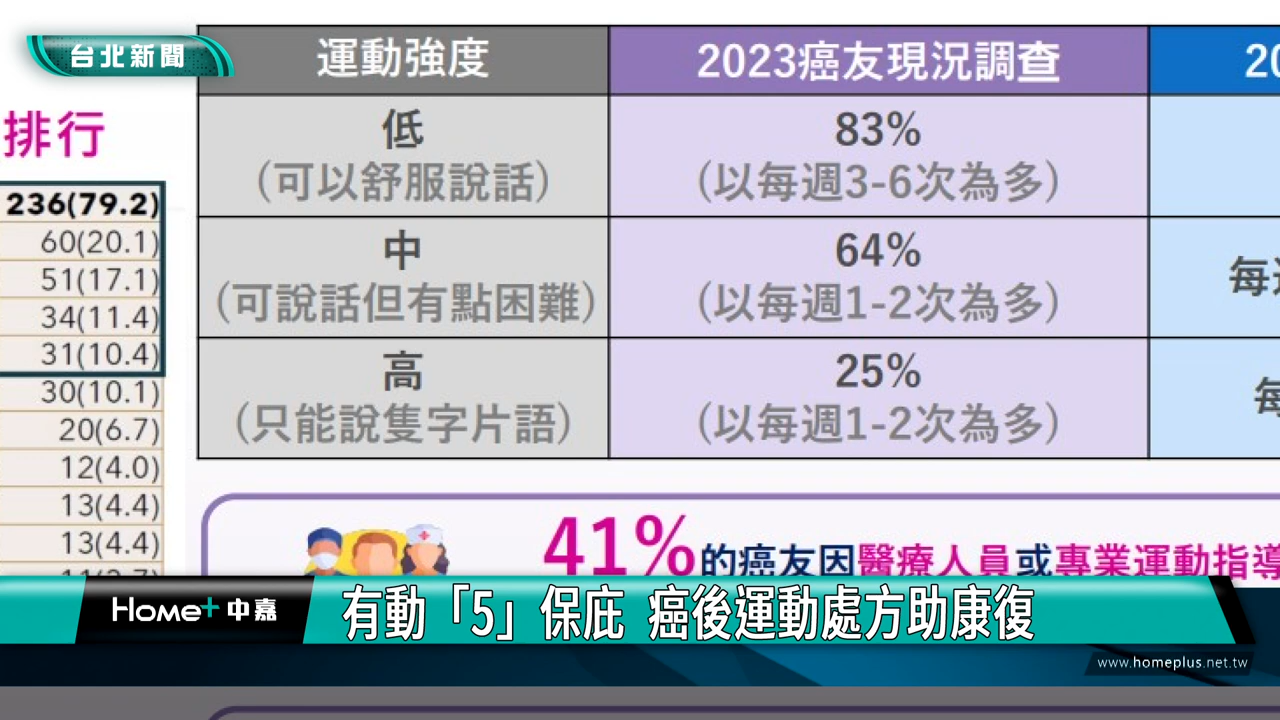 台北新聞
排行
236(79.2)
60(20.1)
51(17.1)
34(11.4)
31(10.4)
30(10.1)
20(6.7)
12(4.0)
13(4.4)
13(4.4)
運動強度 2023癌友現況調查 20
低 83%
(可以舒服說話) (以每週3-6次為多)
中 64%
(可說話但有點困難) (以每週1-2次為多) 每
高 25%
(只能說隻字片語) (以每週1-2次為多) 每
41%的癌友因醫療人員或專業運動指導
Home+中嘉
有動「5」保庇 癌後運動處方助康復
www.homeplus.net.tw